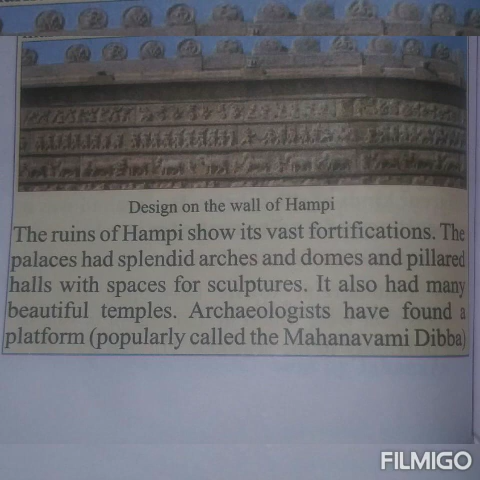 Design on the wall of Hampi
The ruins of Hampi show its vast fortifications. The
palaces had splendid arches and domes and pillared
halls with spaces for sculptures. It also had many
beautiful temples. Archaeologists have found a
platform (popularly called the Mahanavami Dibba)
FILMIGO